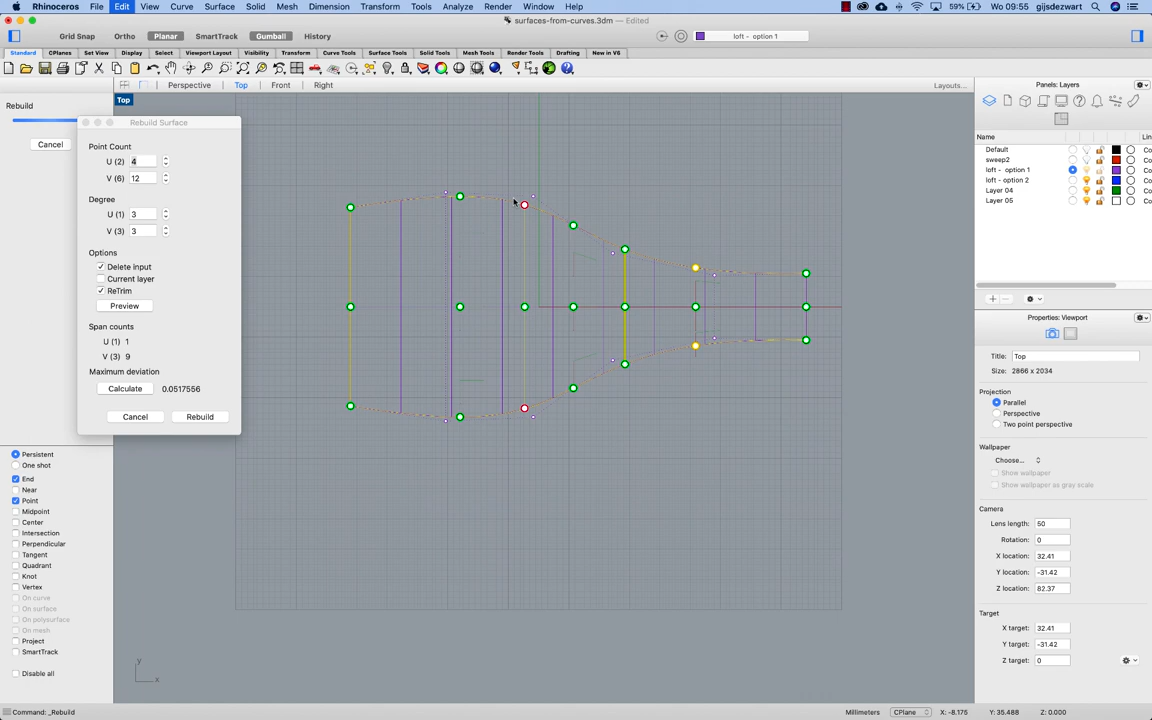 Rhinoceros File Edit View Curve Surface Solid Mesh Dimension Transform Tools Analyze Render Window Help 59% Wo 09:55 gijsdezwart
surfaces-from-curves.3dm — Edited
Grid Snap Ortho Planar SmartTrack Gumball History loft - option 1
Standard CPlanes Set View Display Select Viewport Layout Visibility Transform Curve Tools Surface Tools Solid Tools Mesh Tools Render Tools Drafting New in V6
Perspective Top Front Right Layouts...
Panels: Layers
Top
Rebuild
Cancel
Rebuild Surface
Point Count
U (2) 4
V (6) 12
Degree
U (1) 3
V (3) 3
Options
Delete input
Current layer
ReTrim
Preview
Span counts
U (1) 1
V (3) 9
Maximum deviation
Calculate 0.0517556
Cancel Rebuild
Persistent
One shot
End
Near
Point
Midpoint
Center
Intersection
Perpendicular
Tangent
Quadrant
Knot
Vertex
On curve
On surface
On polysurface
On mesh
Project
SmartTrack
Disable all
y
x
Name Lin
Default Co
sweep2 Co
loft - option 1 Co
loft - option 2 Co
Layer 04 Co
Layer 05 Co
Properties: Viewport
Title: Top
Size: 2866 x 2034
Projection
Parallel
Perspective
Two point perspective
Wallpaper
Choose...
Show wallpaper
Show wallpaper as gray scale
Camera
Lens length: 50
Rotation: 0
X location: 32.41
Y location: -31.42
Z location: 82.37
Target
X target: 32.41
Y target: -31.42
Z target: 0
Command: _Rebuild Millimeters CPlane X: -8.175 Y: 35.488 Z: 0.000